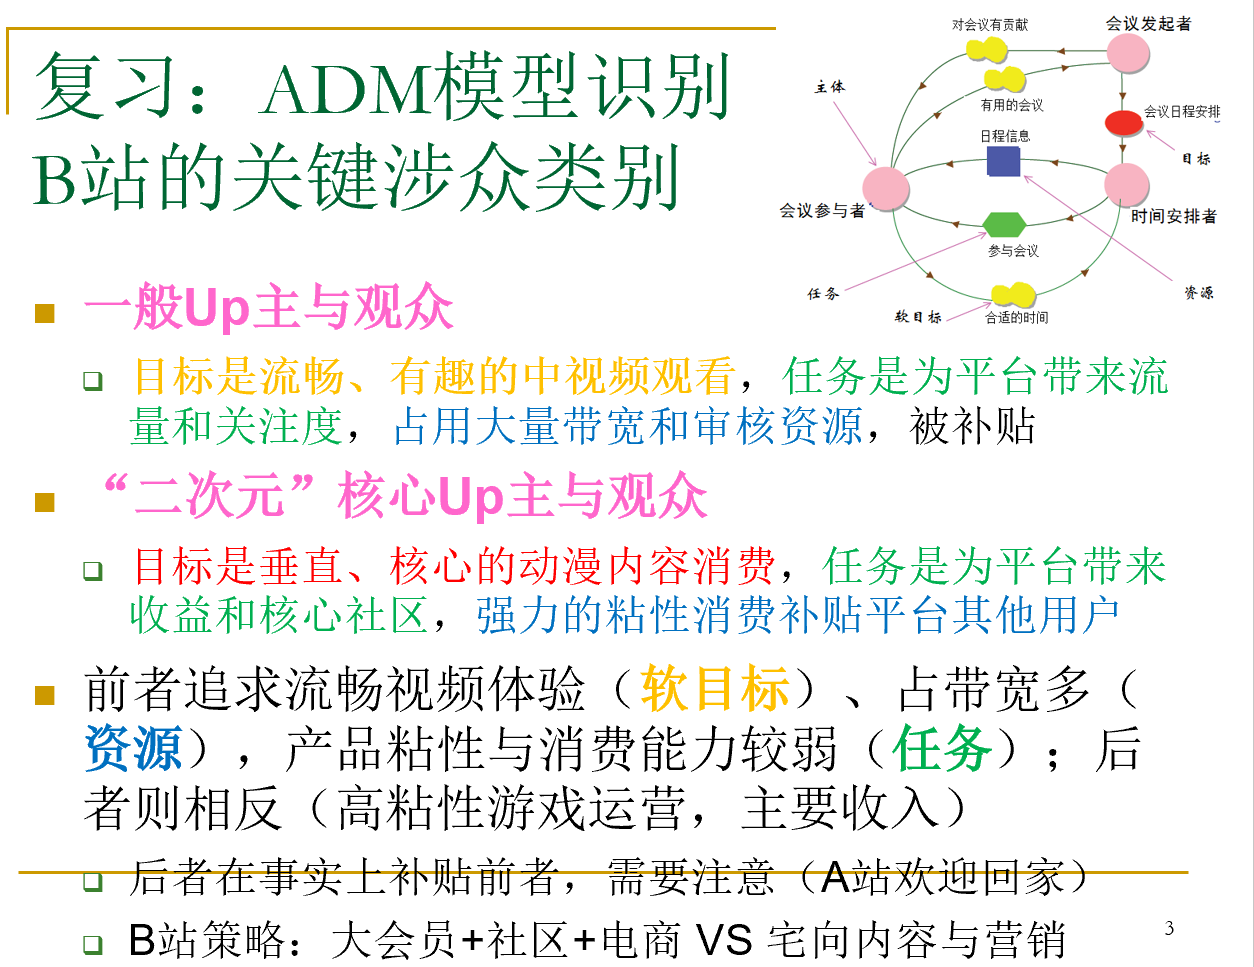 复习：ADM模型识别
B站的关键涉众类别
对会议有贡献
会议发起者
主体
有用的会议
会议日程安排
日程信息
目标
会议参与者
时间安排者
参与会议
任务
资源
软目标
合适的时间
一般Up主与观众
目标是流畅、有趣的中视频观看，任务是为平台带来流
量和关注度，占用大量带宽和审核资源，被补贴
“二次元”核心Up主与观众
目标是垂直、核心的动漫内容消费，任务是为平台带来
收益和核心社区，强力的粘性消费补贴平台其他用户
前者追求流畅视频体验（软目标）、占带宽多（
资源），产品粘性与消费能力较弱（任务）；后
者则相反（高粘性游戏运营，主要收入）
后者在事实上补贴前者，需要注意（A站欢迎回家）
B站策略：大会员+社区+电商 VS 宅向内容与营销
3